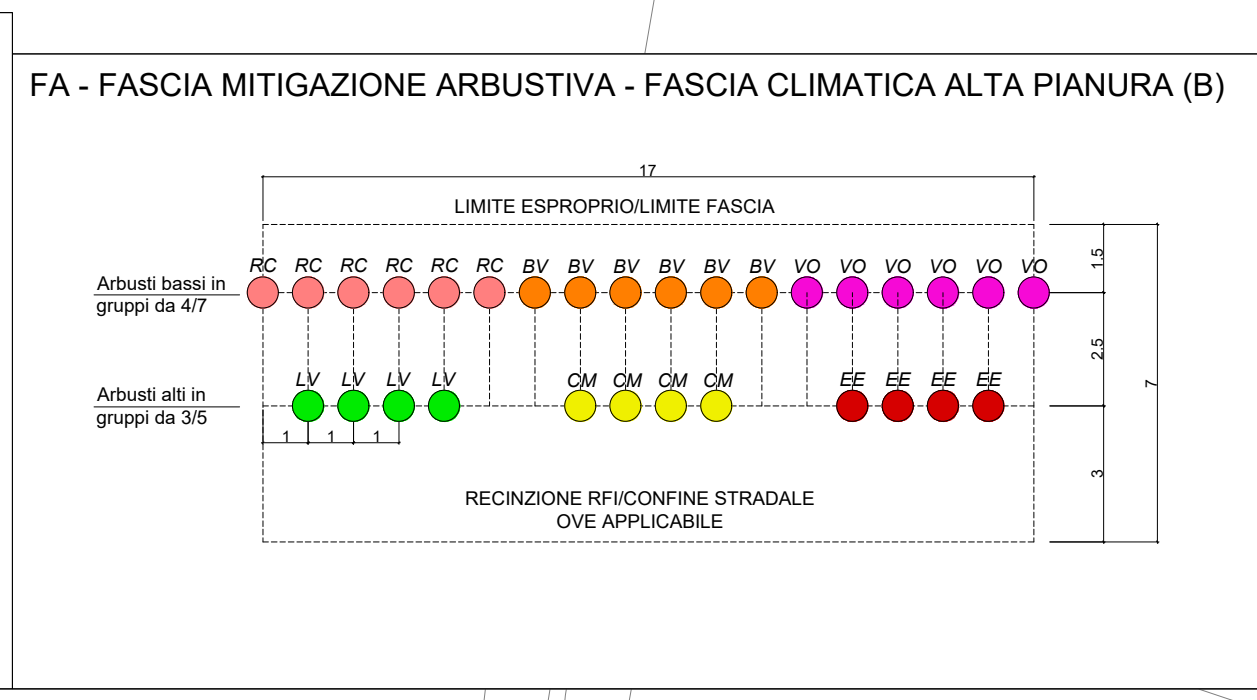 FA - FASCIA MITIGAZIONE ARBUSTIVA - FASCIA CLIMATICA ALTA PIANURA (B)
17
LIMITE ESPROPRIO/LIMITE FASCIA
1.5
RC RC RC RC RC RC BV BV BV BV BV BV VO VO VO VO VO VO
Arbusti bassi in
gruppi da 4/7
2.5
7
LV LV LV LV CM CM CM CM EE EE EE EE
Arbusti alti in
gruppi da 3/5
1 1 1
3
RECINZIONE RFI/CONFINE STRADALE
OVE APPLICABILE